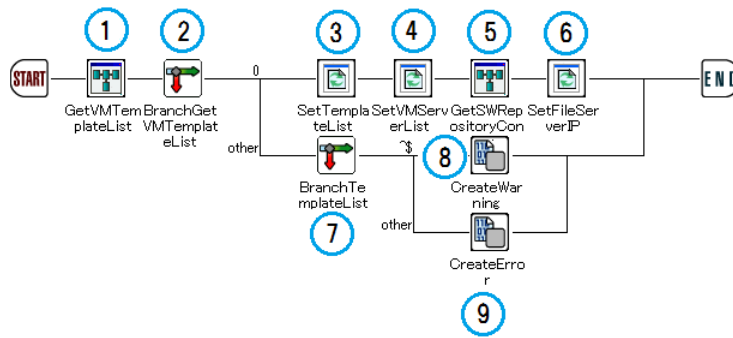 1
2
3
4
5
6
START
0
END
GetVMTem
plateList
BranchGet
VMTemplat
eList
SetTempla
teList
SetVMServ
erList
GetSWRep
ositoryCon
SetFileSer
verIP
other
~$
8
BranchTe
mplateList
CreateWar
ning
7
other
CreateErro
r
9